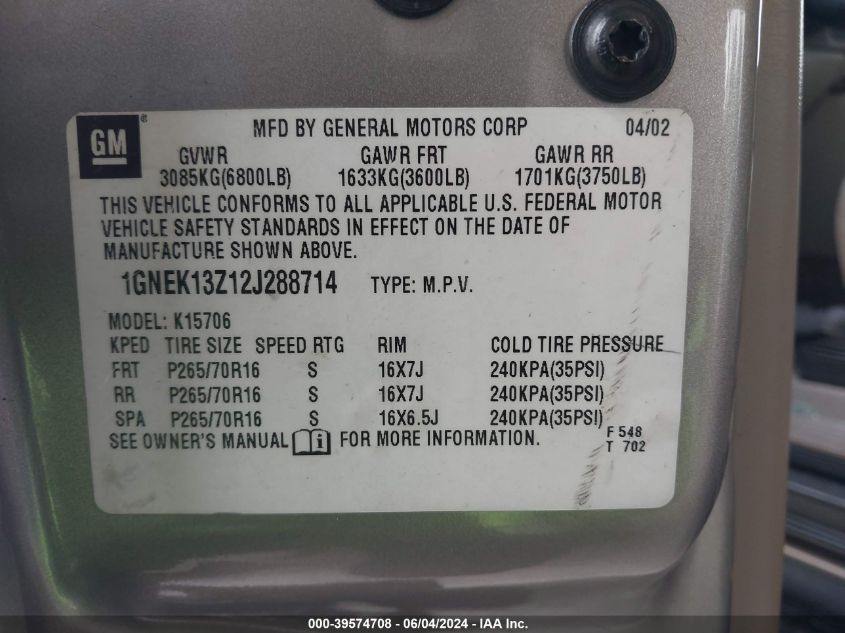 GM ®
MFD BY GENERAL MOTORS CORP 04/02
GVWR GAWR FRT GAWR RR
3085KG(6800LB) 1633KG(3600LB) 1701KG(3750LB)
THIS VEHICLE CONFORMS TO ALL APPLICABLE U.S. FEDERAL MOTOR
VEHICLE SAFETY STANDARDS IN EFFECT ON THE DATE OF
MANUFACTURE SHOWN ABOVE.
1GNEK13Z12J288714 TYPE: M.P.V.
MODEL: K15706
KPED TIRE SIZE SPEED RTG RIM COLD TIRE PRESSURE
FRT P265/70R16 S 16X7J 240KPA(35PSI)
RR P265/70R16 S 16X7J 240KPA(35PSI)
SPA P265/70R16 S 16X6.5J 240KPA(35PSI)
SEE OWNER'S MANUAL i FOR MORE INFORMATION.
F 548
T 702
000-39574708 - 06/04/2024 - IAA Inc.